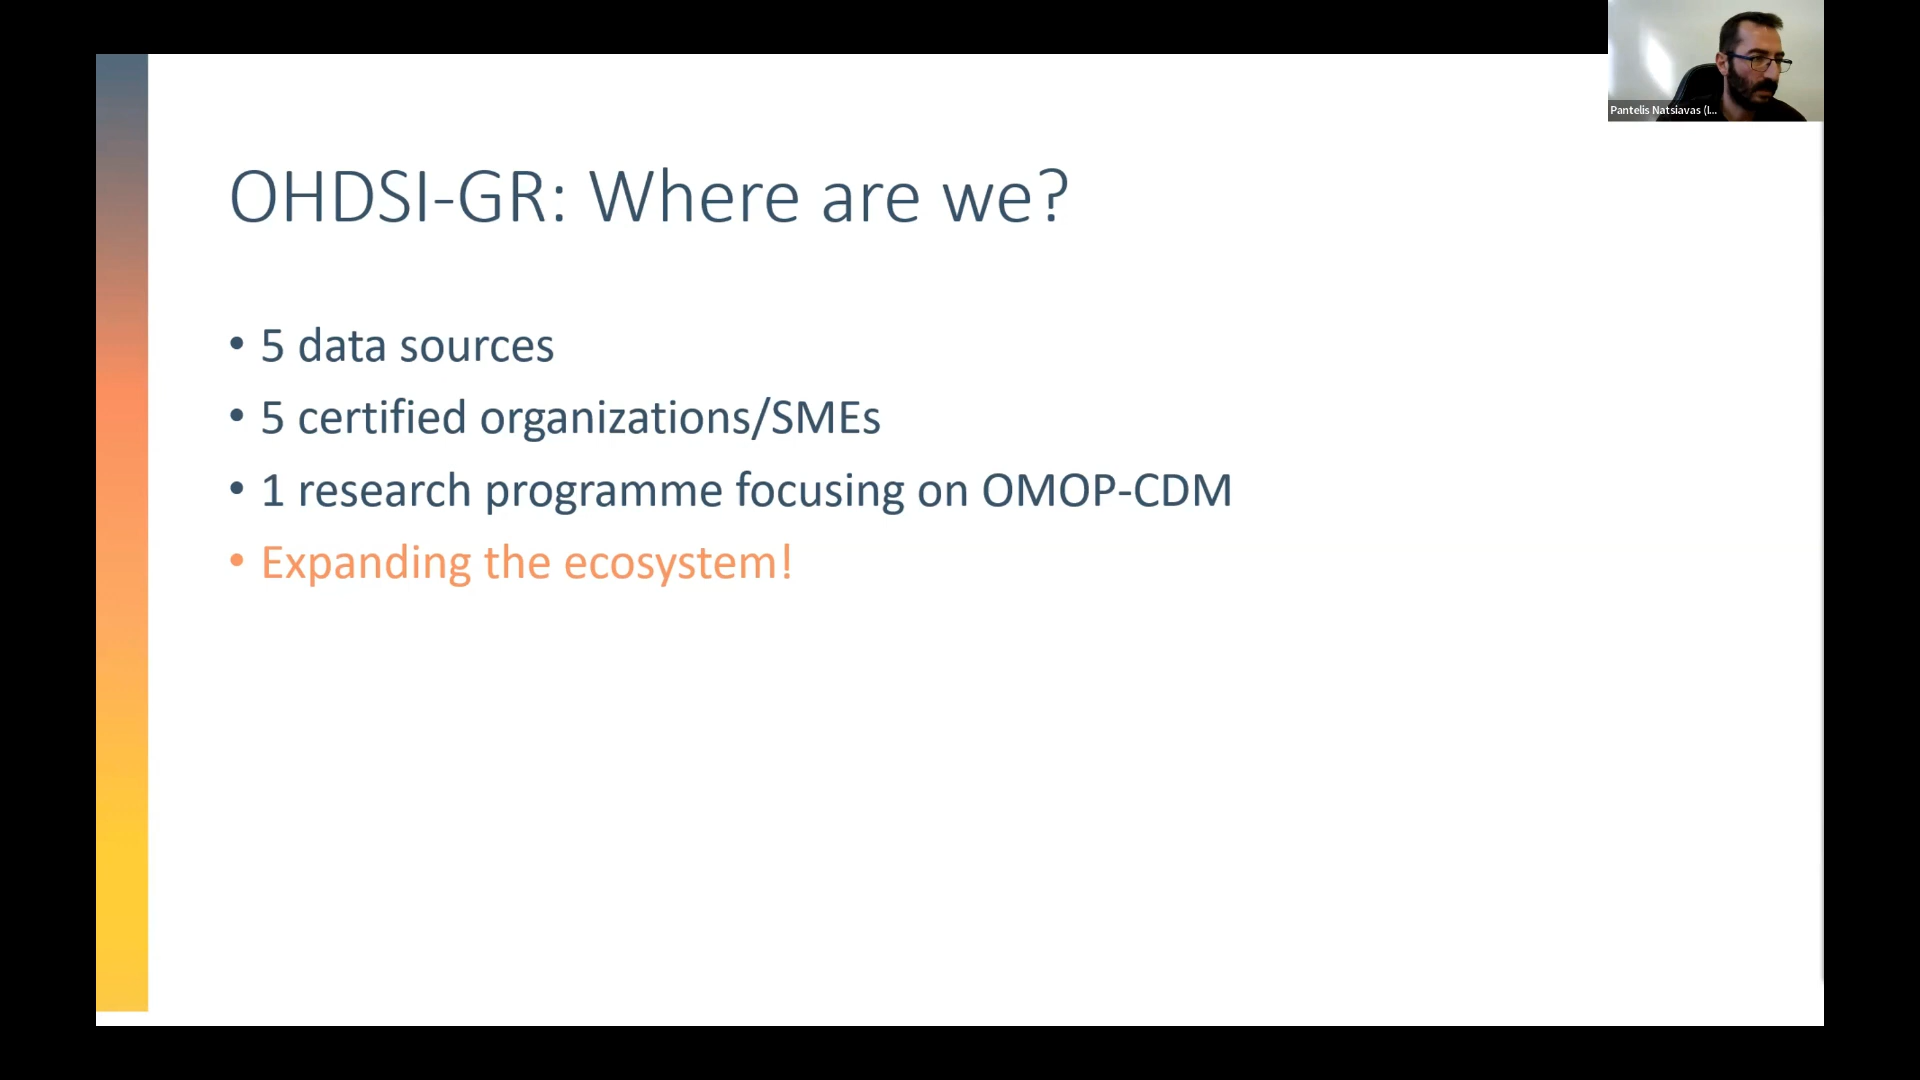 Pantelis Natsiavas (I...
OHDSI-GR: Where are we?
• 5 data sources
• 5 certified organizations/SMEs
• 1 research programme focusing on OMOP-CDM
• Expanding the ecosystem!